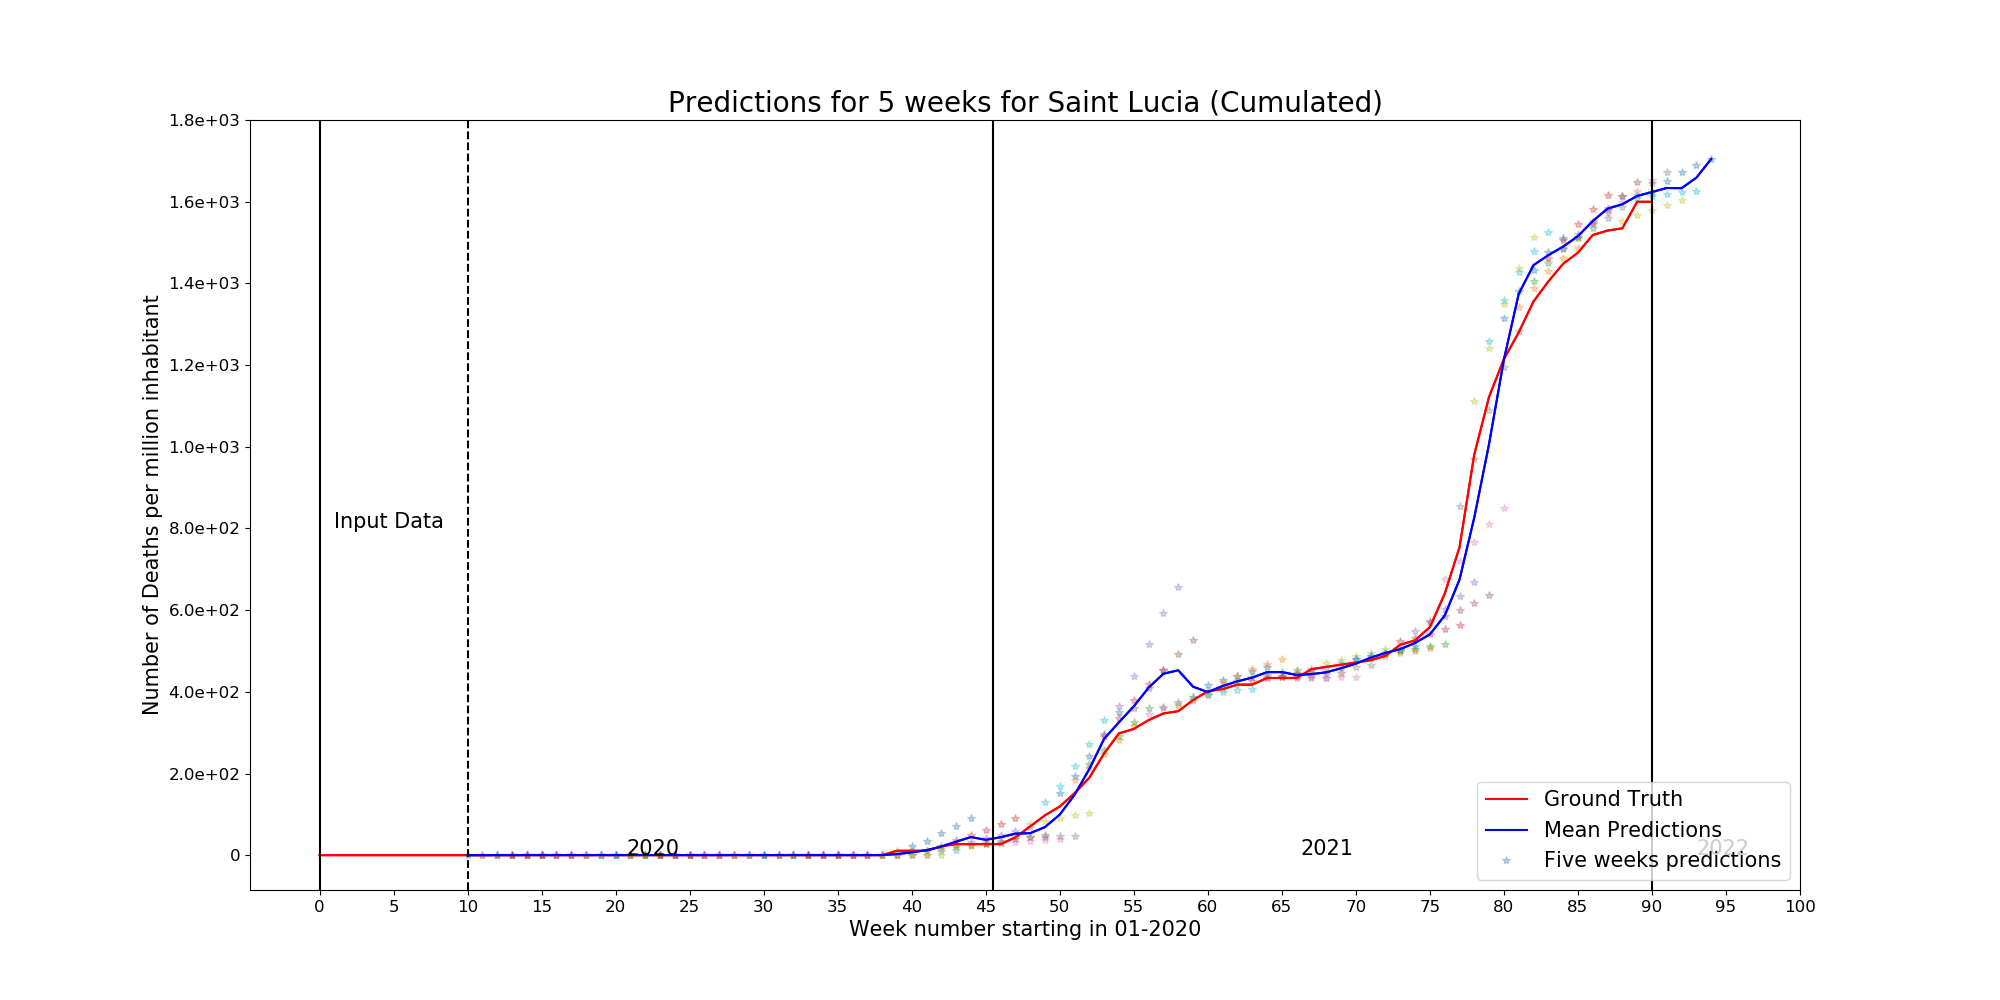 Predictions for 5 weeks for Saint Lucia (Cumulated)
Number of Deaths per million inhabitant
1.8e+03
1.6e+03
1.4e+03
1.2e+03
1.0e+03
8.0e+02
6.0e+02
4.0e+02
2.0e+02
0
Input Data
2020
2021
2022
Ground Truth
Mean Predictions
Five weeks predictions
0 5 10 15 20 25 30 35 40 45 50 55 60 65 70 75 80 85 90 95 100
Week number starting in 01-2020